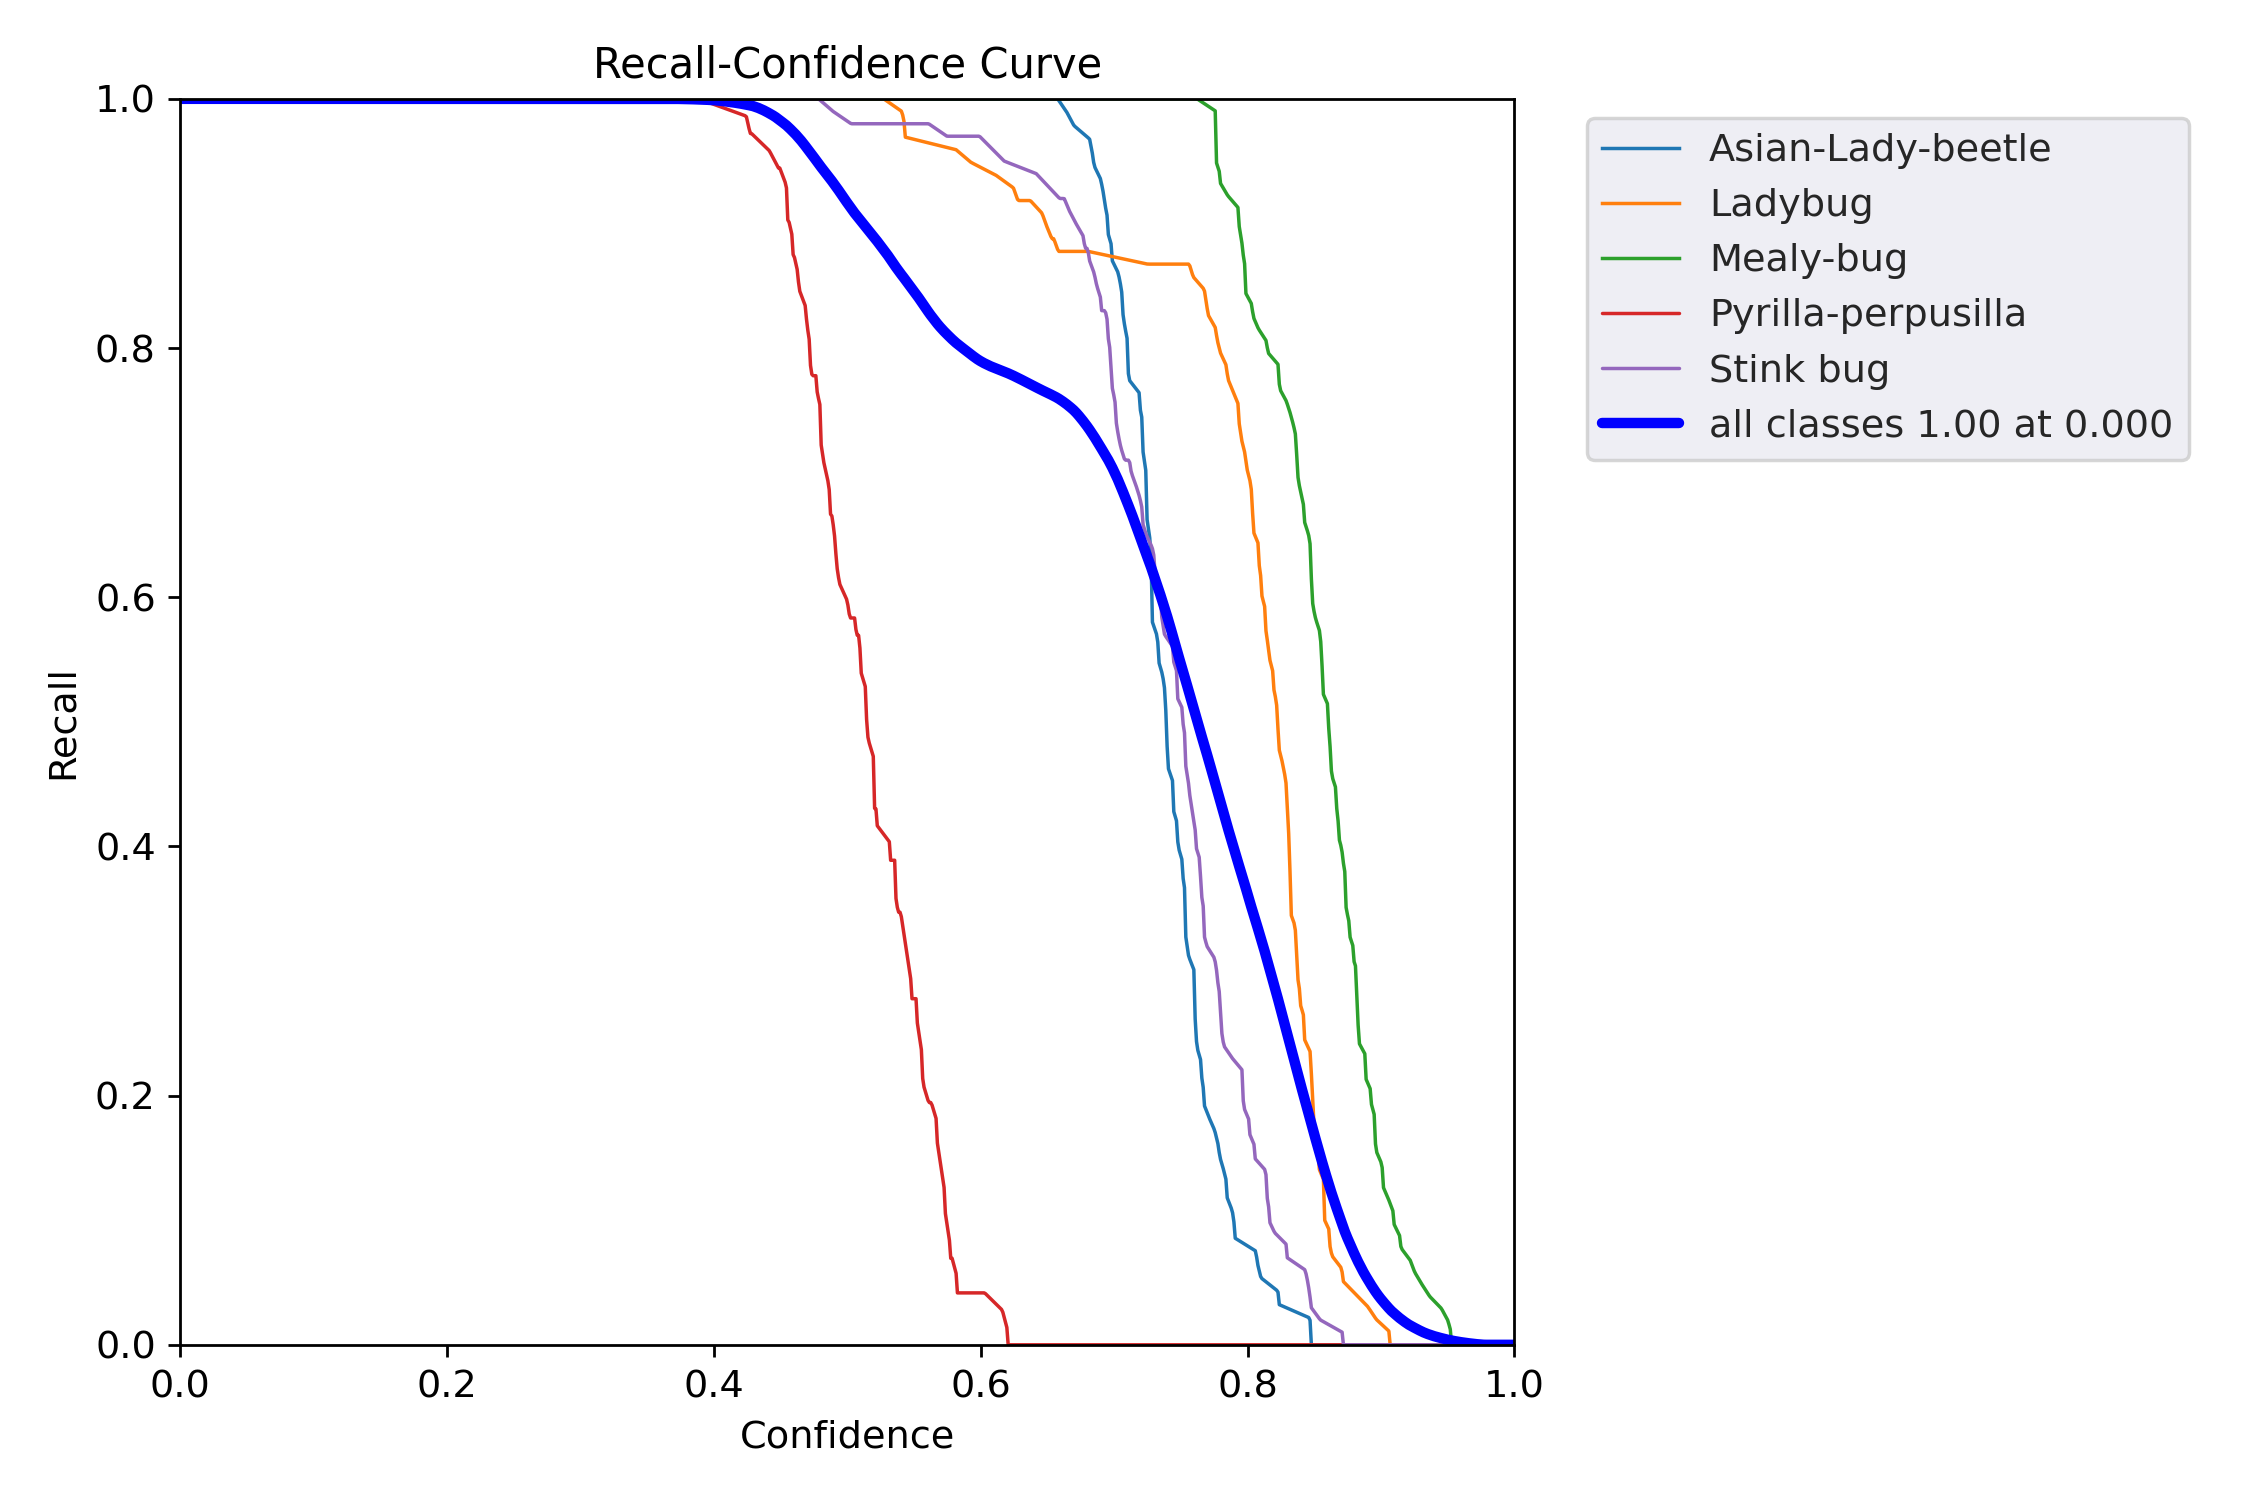 Recall-Confidence Curve
1.0
0.8
0.6
0.4
0.2
0.0
Recall
0.0 0.2 0.4 0.6 0.8 1.0
Confidence
Asian-Lady-beetle
Ladybug
Mealy-bug
Pyrilla-perpusilla
Stink bug
all classes 1.00 at 0.000